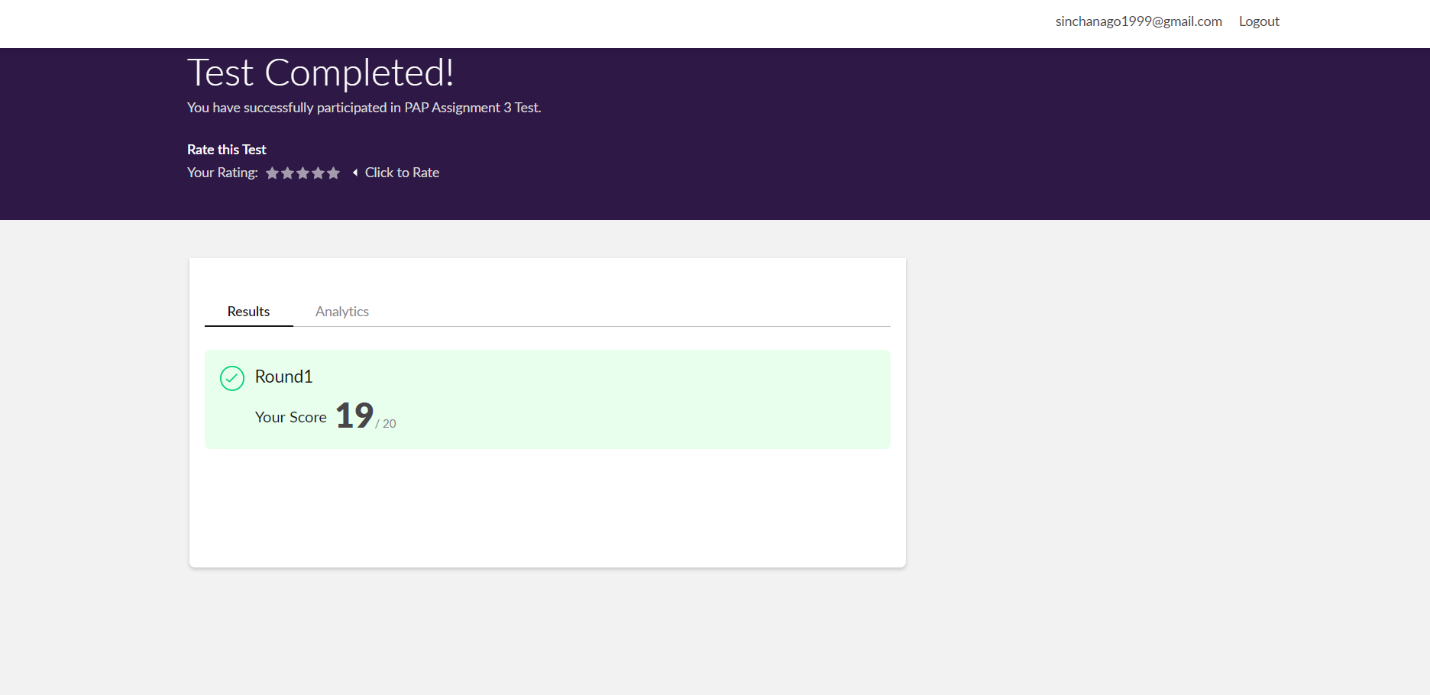 sinchanago1999@gmail.com Logout
Test Completed!
You have successfully participated in PAP Assignment 3 Test.
Rate this Test
Your Rating: Click to Rate
Results Analytics
Round1
Your Score 19 / 20